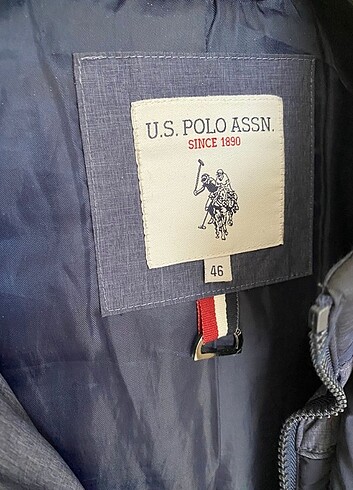 U.S. POLO ASSN.
SINCE 1890
46